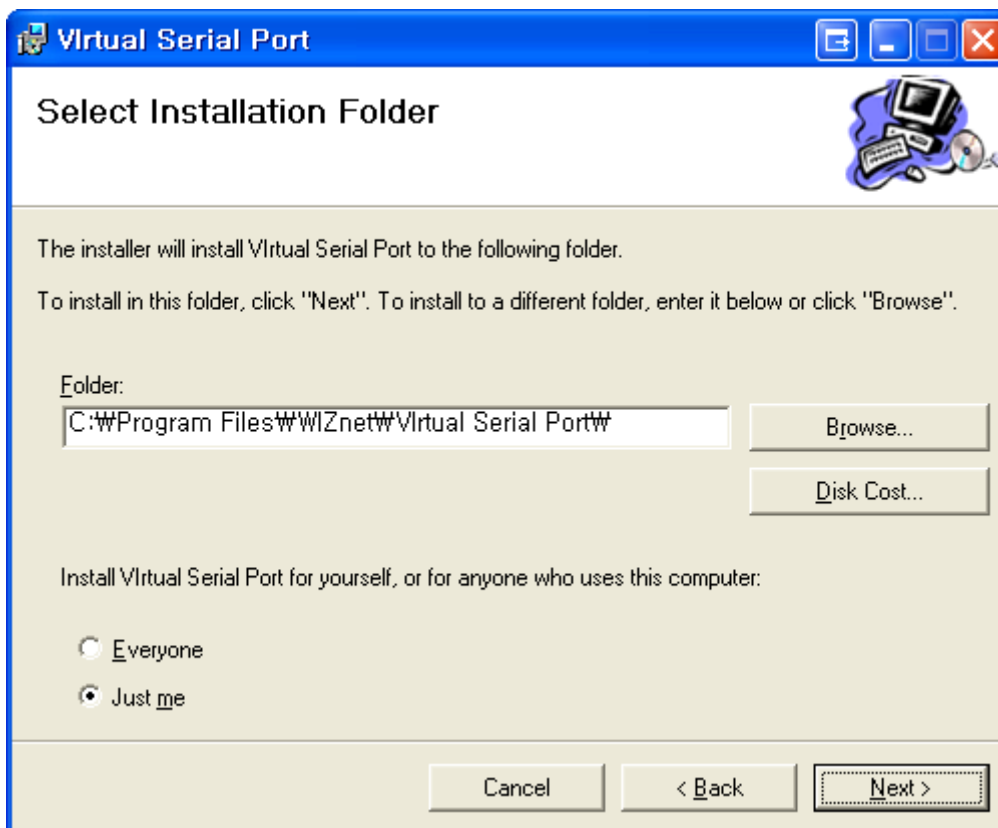 VIrtual Serial Port
Select Installation Folder
The installer will install VIrtual Serial Port to the following folder.
To install in this folder, click "Next". To install to a different folder, enter it below or click "Browse".
Folder:
C:₩Program Files₩WIZnet₩VIrtual Serial Port₩
Browse...
Disk Cost...
Install VIrtual Serial Port for yourself, or for anyone who uses this computer:
Everyone
Just me
Cancel
< Back
Next >